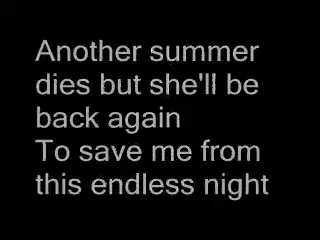 Another summer
dies but she'll be
back again
To save me from
this endless night